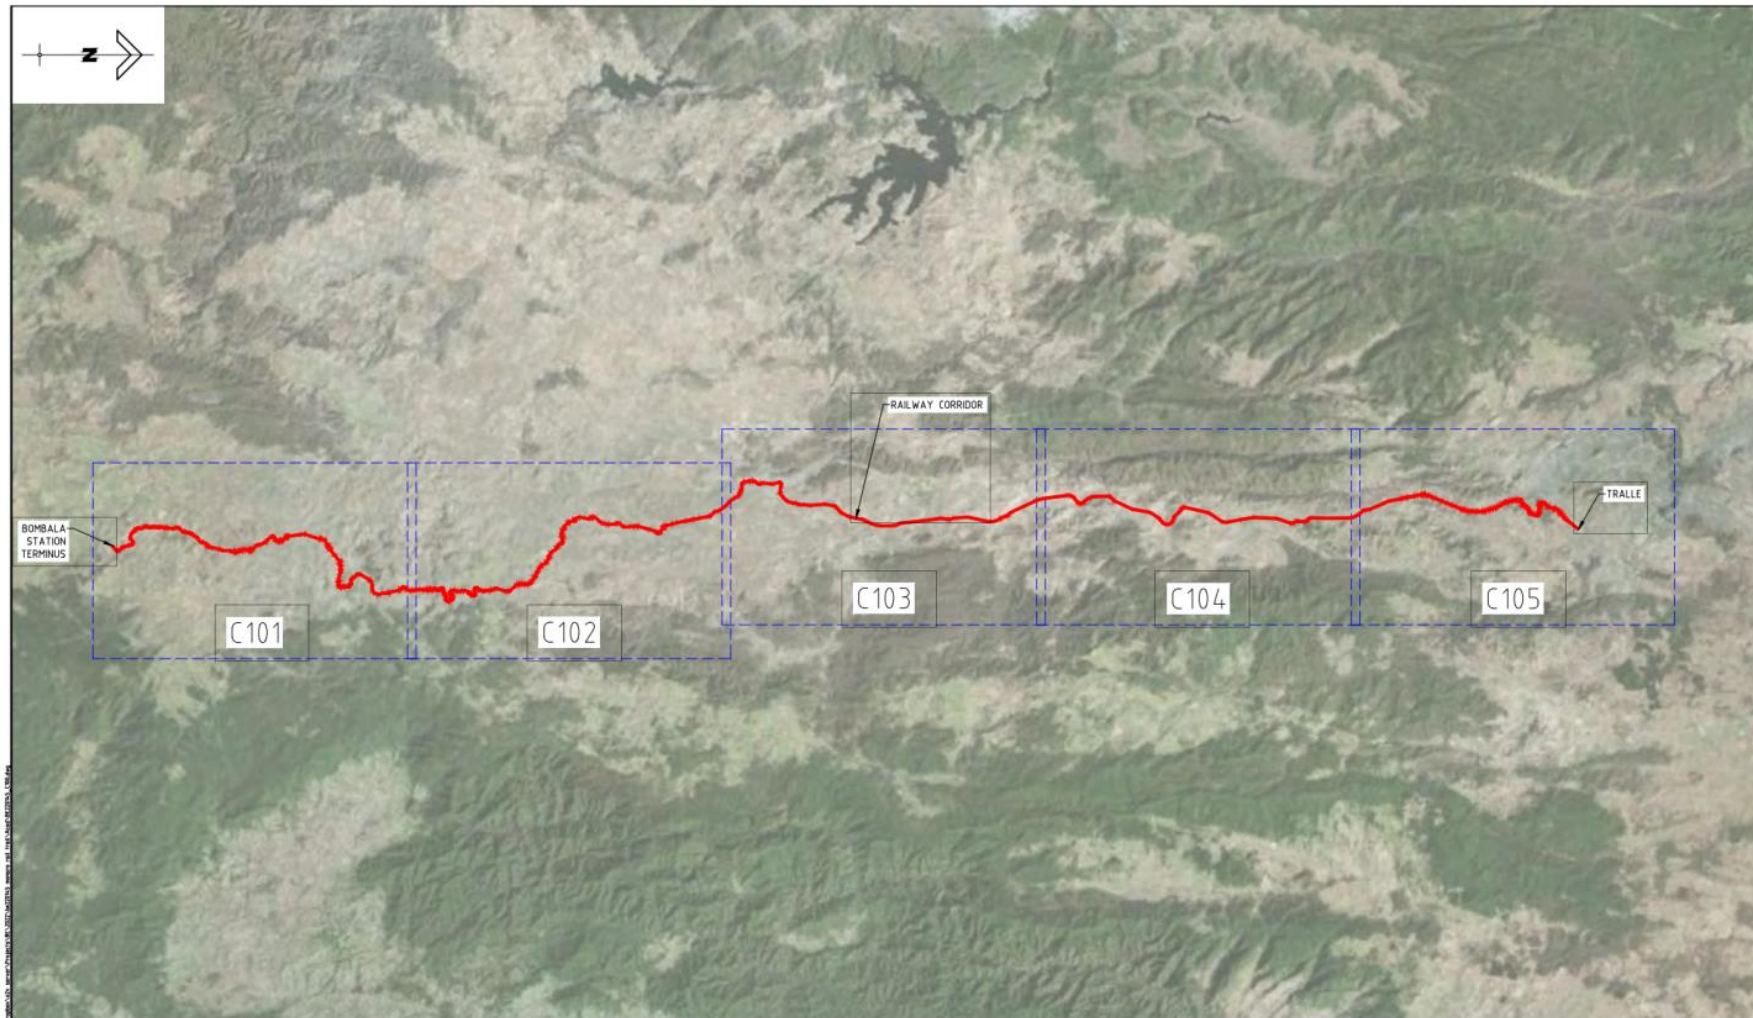 N
RAILWAY CORRIDOR
TRALLE
BOMBALA
STATION
TERMINUS
C101
C102
C103
C104
C105